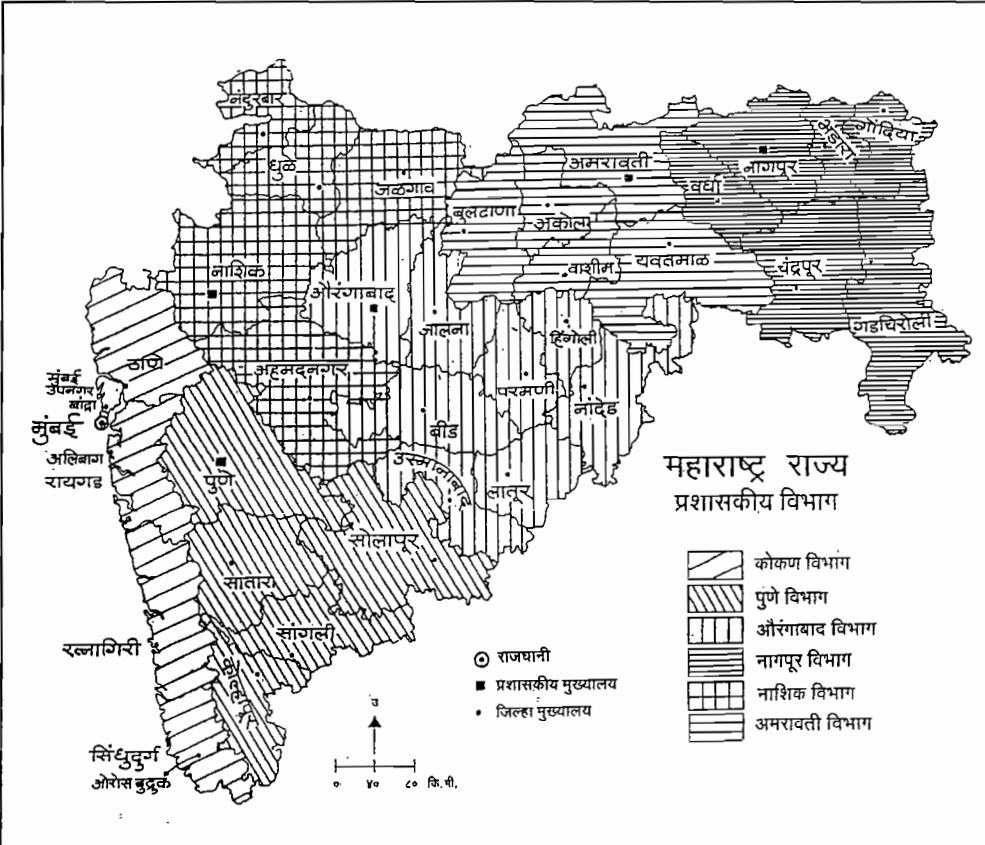 नंदुरबार
धुळे
जळगाव
नाशिक
अहमदनगर
औरंगाबाद
जालना
बीड
उस्मानाबाद
लातूर
परभणी
हिंगोली
नांदेड
बुलढाणा
अकोला
अमरावती
वाशीम
यवतमाळ
वर्धा
नागपूर
भंडारा
गोंदिया
चंद्रपूर
गडचिरोली
ठाणे
मुंबई
उपनगर
बांद्रा
मुंबई
अलिबाग
रायगड
पुणे
सातारा
सोलापूर
सांगली
कोल्हापूर
रत्नागिरी
सिंधुदुर्ग
ओरोस बुद्रुक
महाराष्ट्र राज्य
प्रशासकीय विभाग
कोकण विभाग
पुणे विभाग
औरंगाबाद विभाग
नागपूर विभाग
नाशिक विभाग
अमरावती विभाग
राजधानी
प्रशासकीय मुख्यालय
जिल्हा मुख्यालय
उ
० ४० ८० कि.मी.